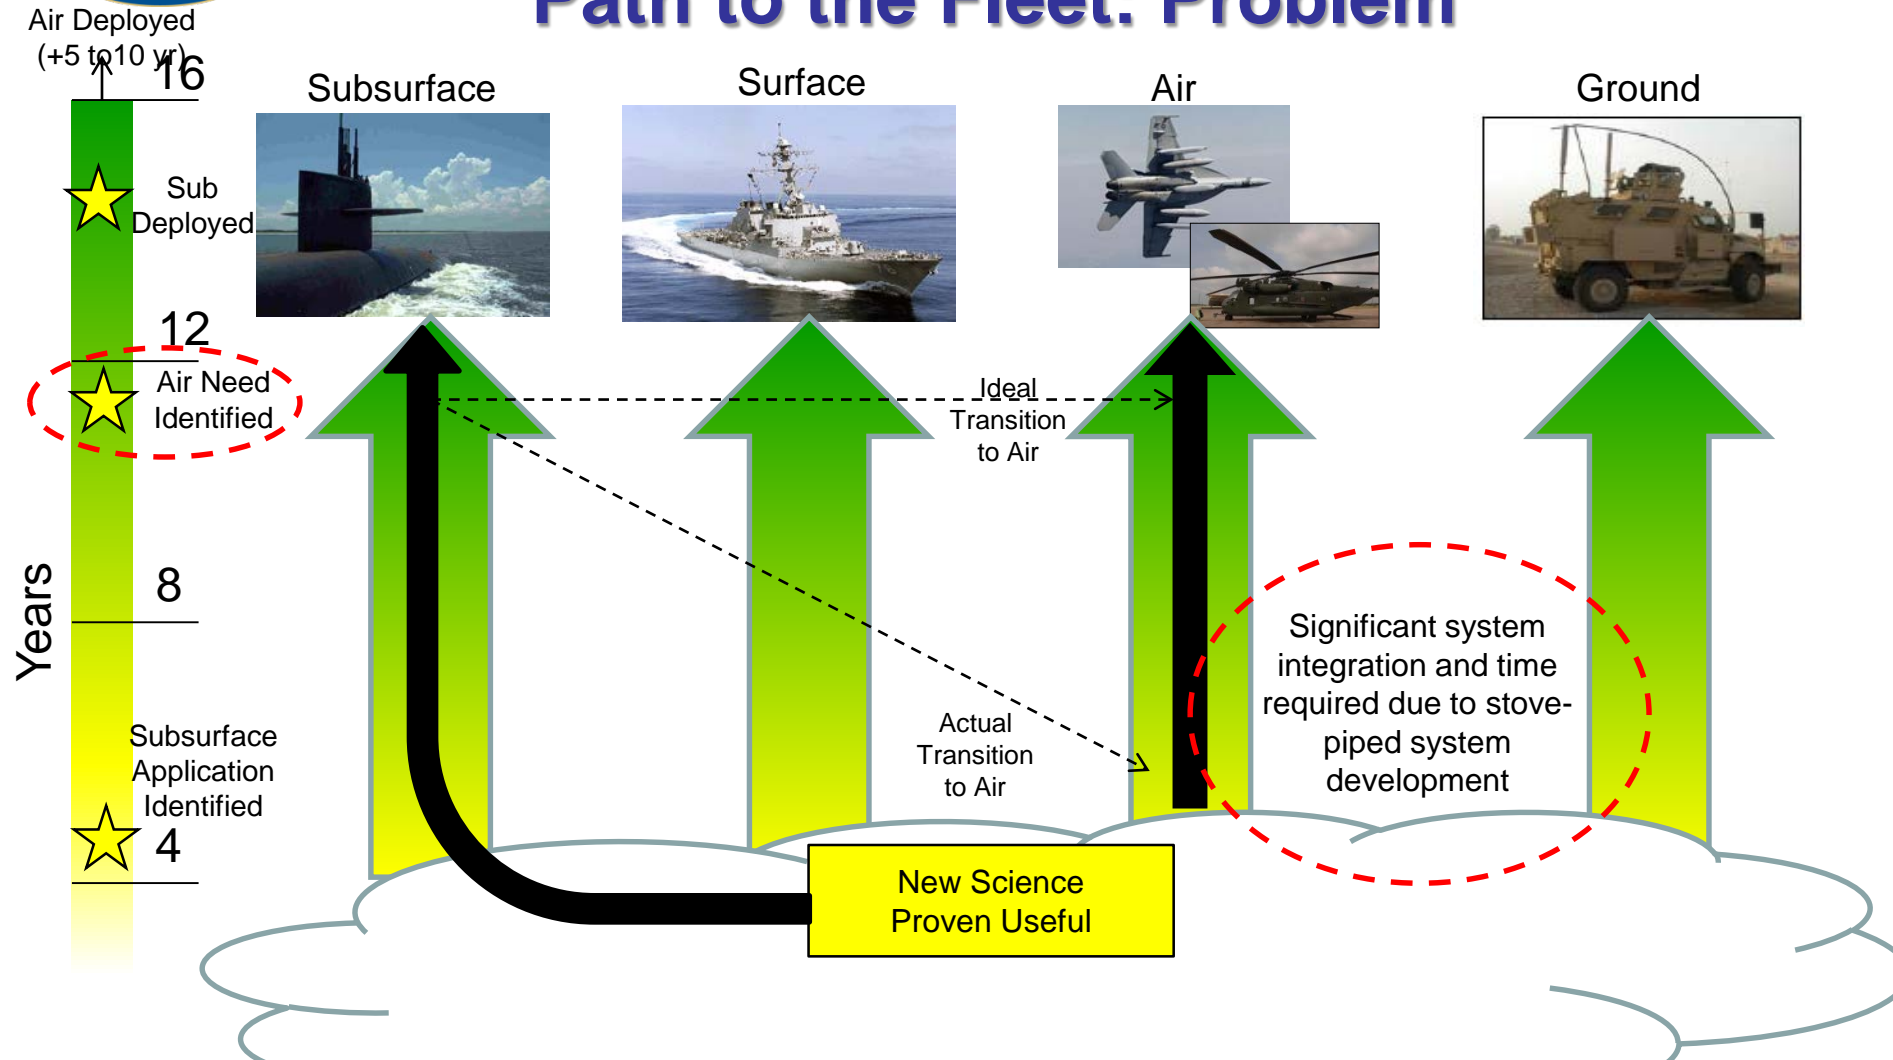 Path to the Fleet: Problem
Air Deployed
(+5 to10 yr)
16
Subsurface
Surface
Air
Ground
Sub
Deployed
12
Air Need
Identified
Ideal
Transition
to Air
8
Years
Significant system
integration and time
required due to stove-
piped system
development
Actual
Transition
to Air
Subsurface
Application
Identified
4
New Science
Proven Useful